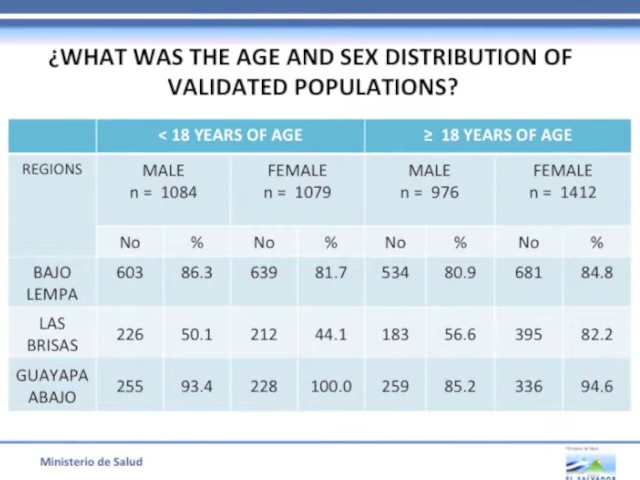 ¿WHAT WAS THE AGE AND SEX DISTRIBUTION OF
VALIDATED POPULATIONS?
< 18 YEARS OF AGE ≥ 18 YEARS OF AGE
REGIONS MALE FEMALE MALE FEMALE
n = 1084 n = 1079 n = 976 n = 1412
No % No % No % No %
BAJO 603 86.3 639 81.7 534 80.9 681 84.8
LEMPA
LAS
BRISAS 226 50.1 212 44.1 183 56.6 395 82.2
GUAYAPA
ABAJO 255 93.4 228 100.0 259 85.2 336 94.6
Ministerio de Salud
Ministerio de Salud
EL SALVADOR